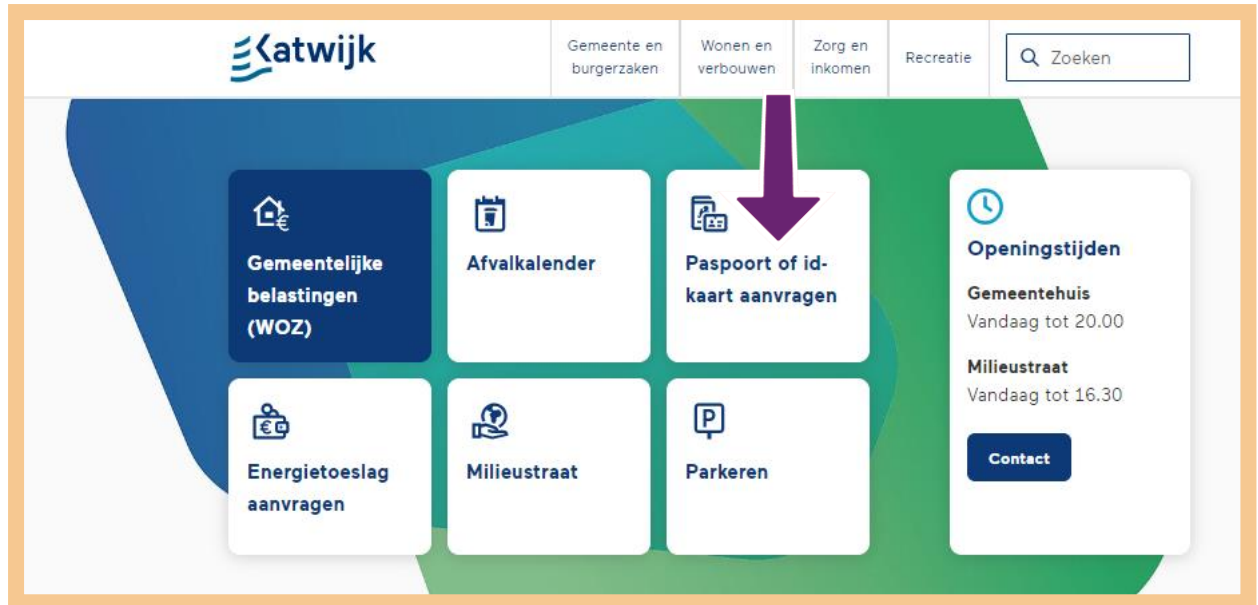 Katwijk
Gemeente en
burgerzaken
Wonen en
verbouwen
Zorg en
inkomen
Recreatie
Zoeken
Gemeentelijke
belastingen
(WOZ)
Afvalkalender
Paspoort of id-
kaart aanvragen
Energietoeslag
aanvragen
Milieustraat
P
Parkeren
Openingstijden
Gemeentehuis
Vandaag tot 20.00
Milieustraat
Vandaag tot 16.30
Contact